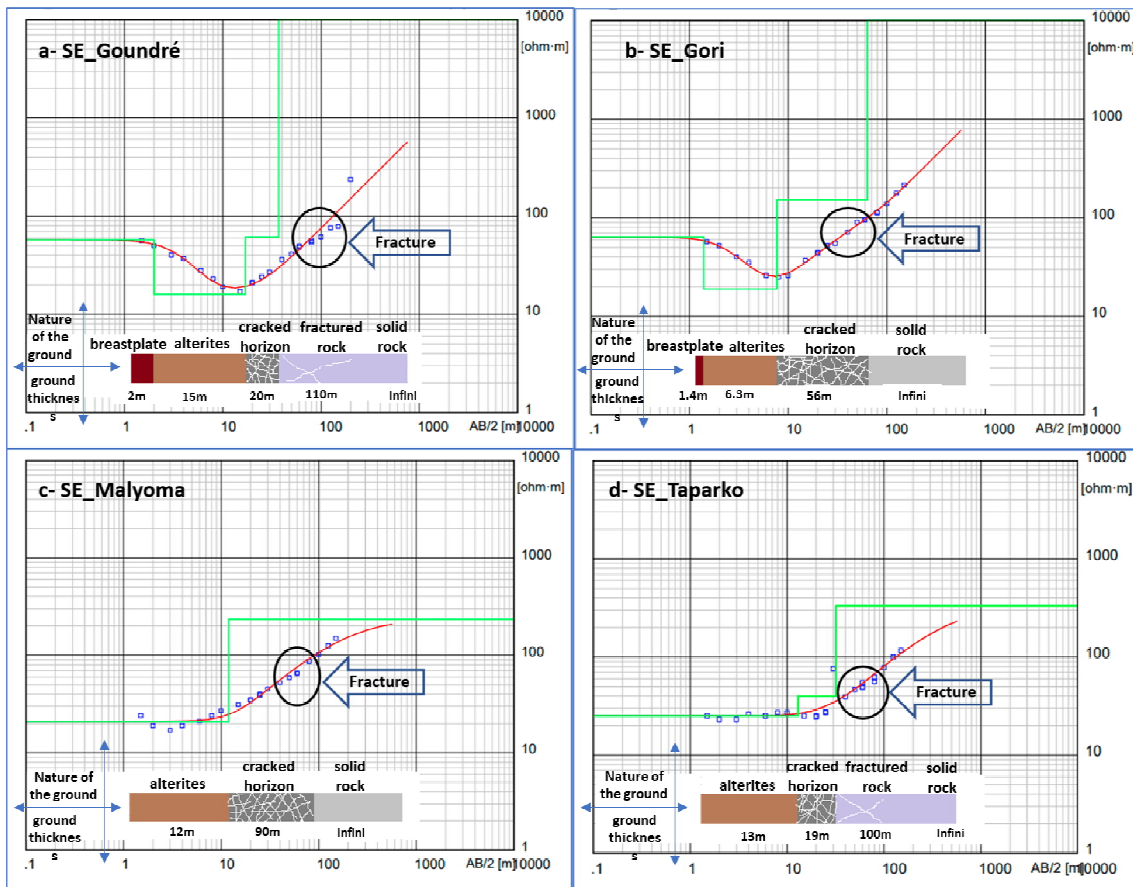 a- SE_Goundré
10000
[ohm·m]
1000
100
Fracture
10
Nature
of the
ground
cracked fractured solid
breastplate alterites horizon rock rock
ground
thicknes
s
2m 15m 20m 110m Infini
1
.1 1 10 100 1000 AB/2 [m] 10000
b- SE_Gori
10000
[ohm·m]
1000
100
Fracture
10
Nature
of the
ground
cracked solid
breastplate alterites horizon rock
ground
thicknes
s
1.4m 6.3m 56m Infini
1
.1 1 10 100 1000 AB/2 [m] 10000
c- SE_Malyoma
10000
[ohm·m]
1000
100
Fracture
10
Nature of
the ground
cracked solid
alterites horizon rock
ground
thicknes
s
12m 90m Infini
1
.1 1 10 100 1000 AB/2 [m] 10000
d- SE_Taparko
10000
[ohm·m]
1000
100
Fracture
10
Nature of
the ground
cracked fractured solid
alterites horizon rock rock
ground
thicknes
s
13m 19m 100m Infini
1
.1 1 10 100 1000 AB/2 [m] 10000